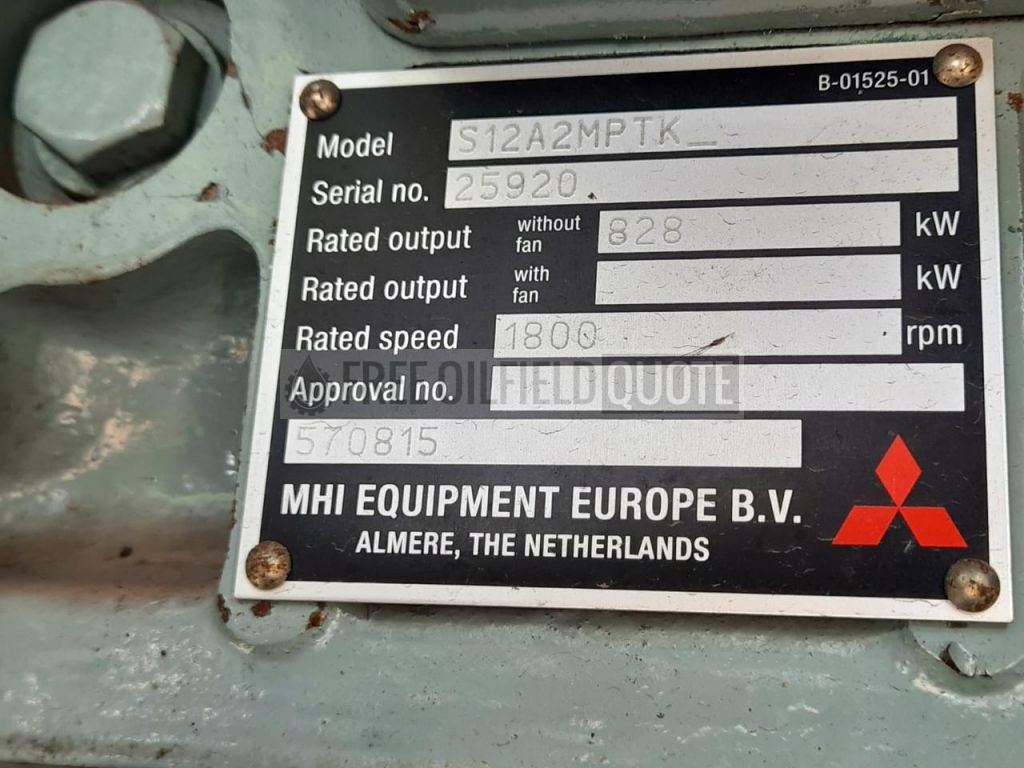 B-01525-01
Model S12A2MPTK_
Serial no. 25920
Rated output without fan 828 kW
Rated output with fan kW
Rated speed 1800 rpm
FREE OILFIELD QUOTE
Approval no.
570815
MHI EQUIPMENT EUROPE B.V.
ALMERE, THE NETHERLANDS